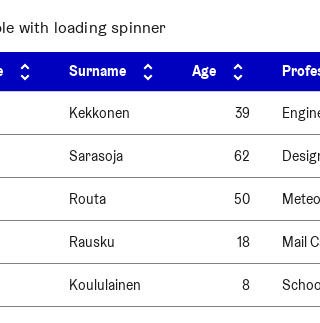 ble with loading spinner
e Surname Age Profes
Kekkonen 39 Engine
Sarasoja 62 Design
Routa 50 Meteo
Rausku 18 Mail C
Koululainen 8 Schoo